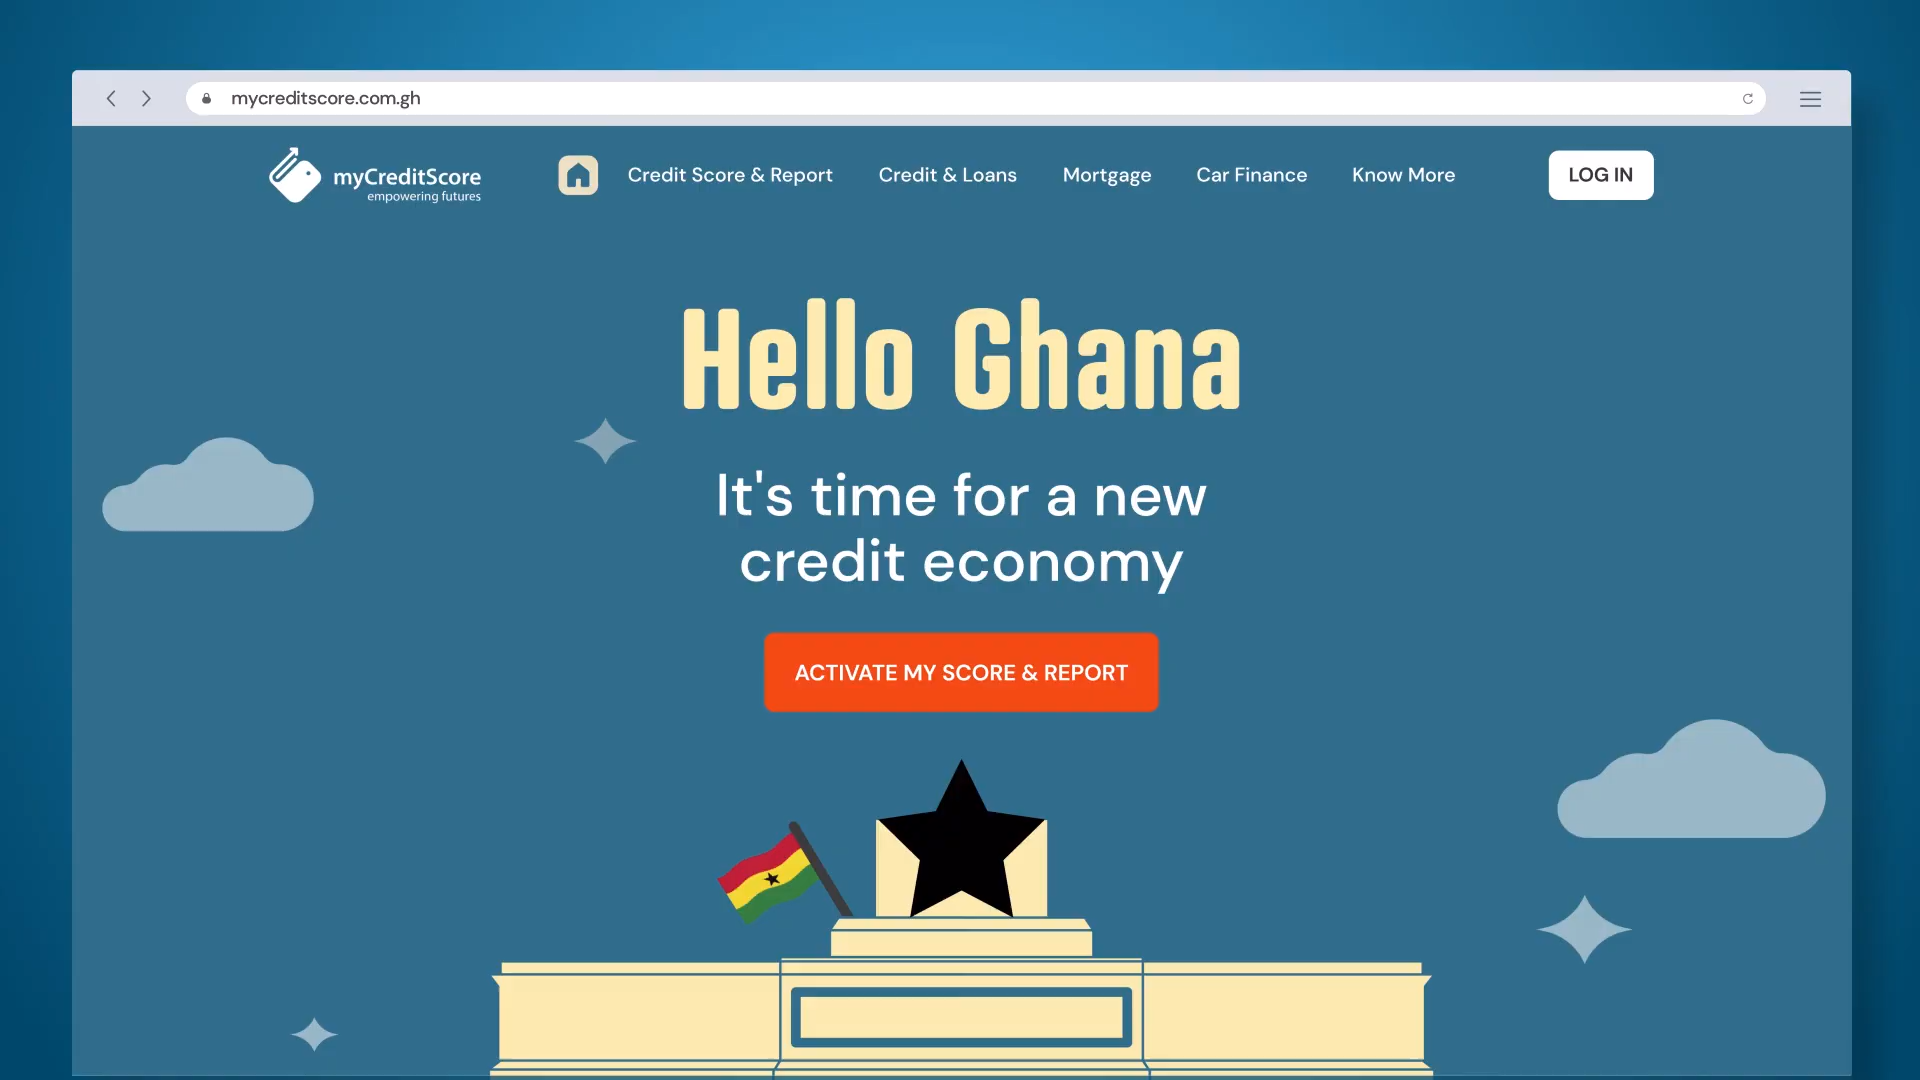 mycreditscore.com.gh
myCreditScore
empowering futures
Credit Score & Report
Credit & Loans
Mortgage
Car Finance
Know More
LOG IN
Hello Ghana
It's time for a new
credit economy
ACTIVATE MY SCORE & REPORT